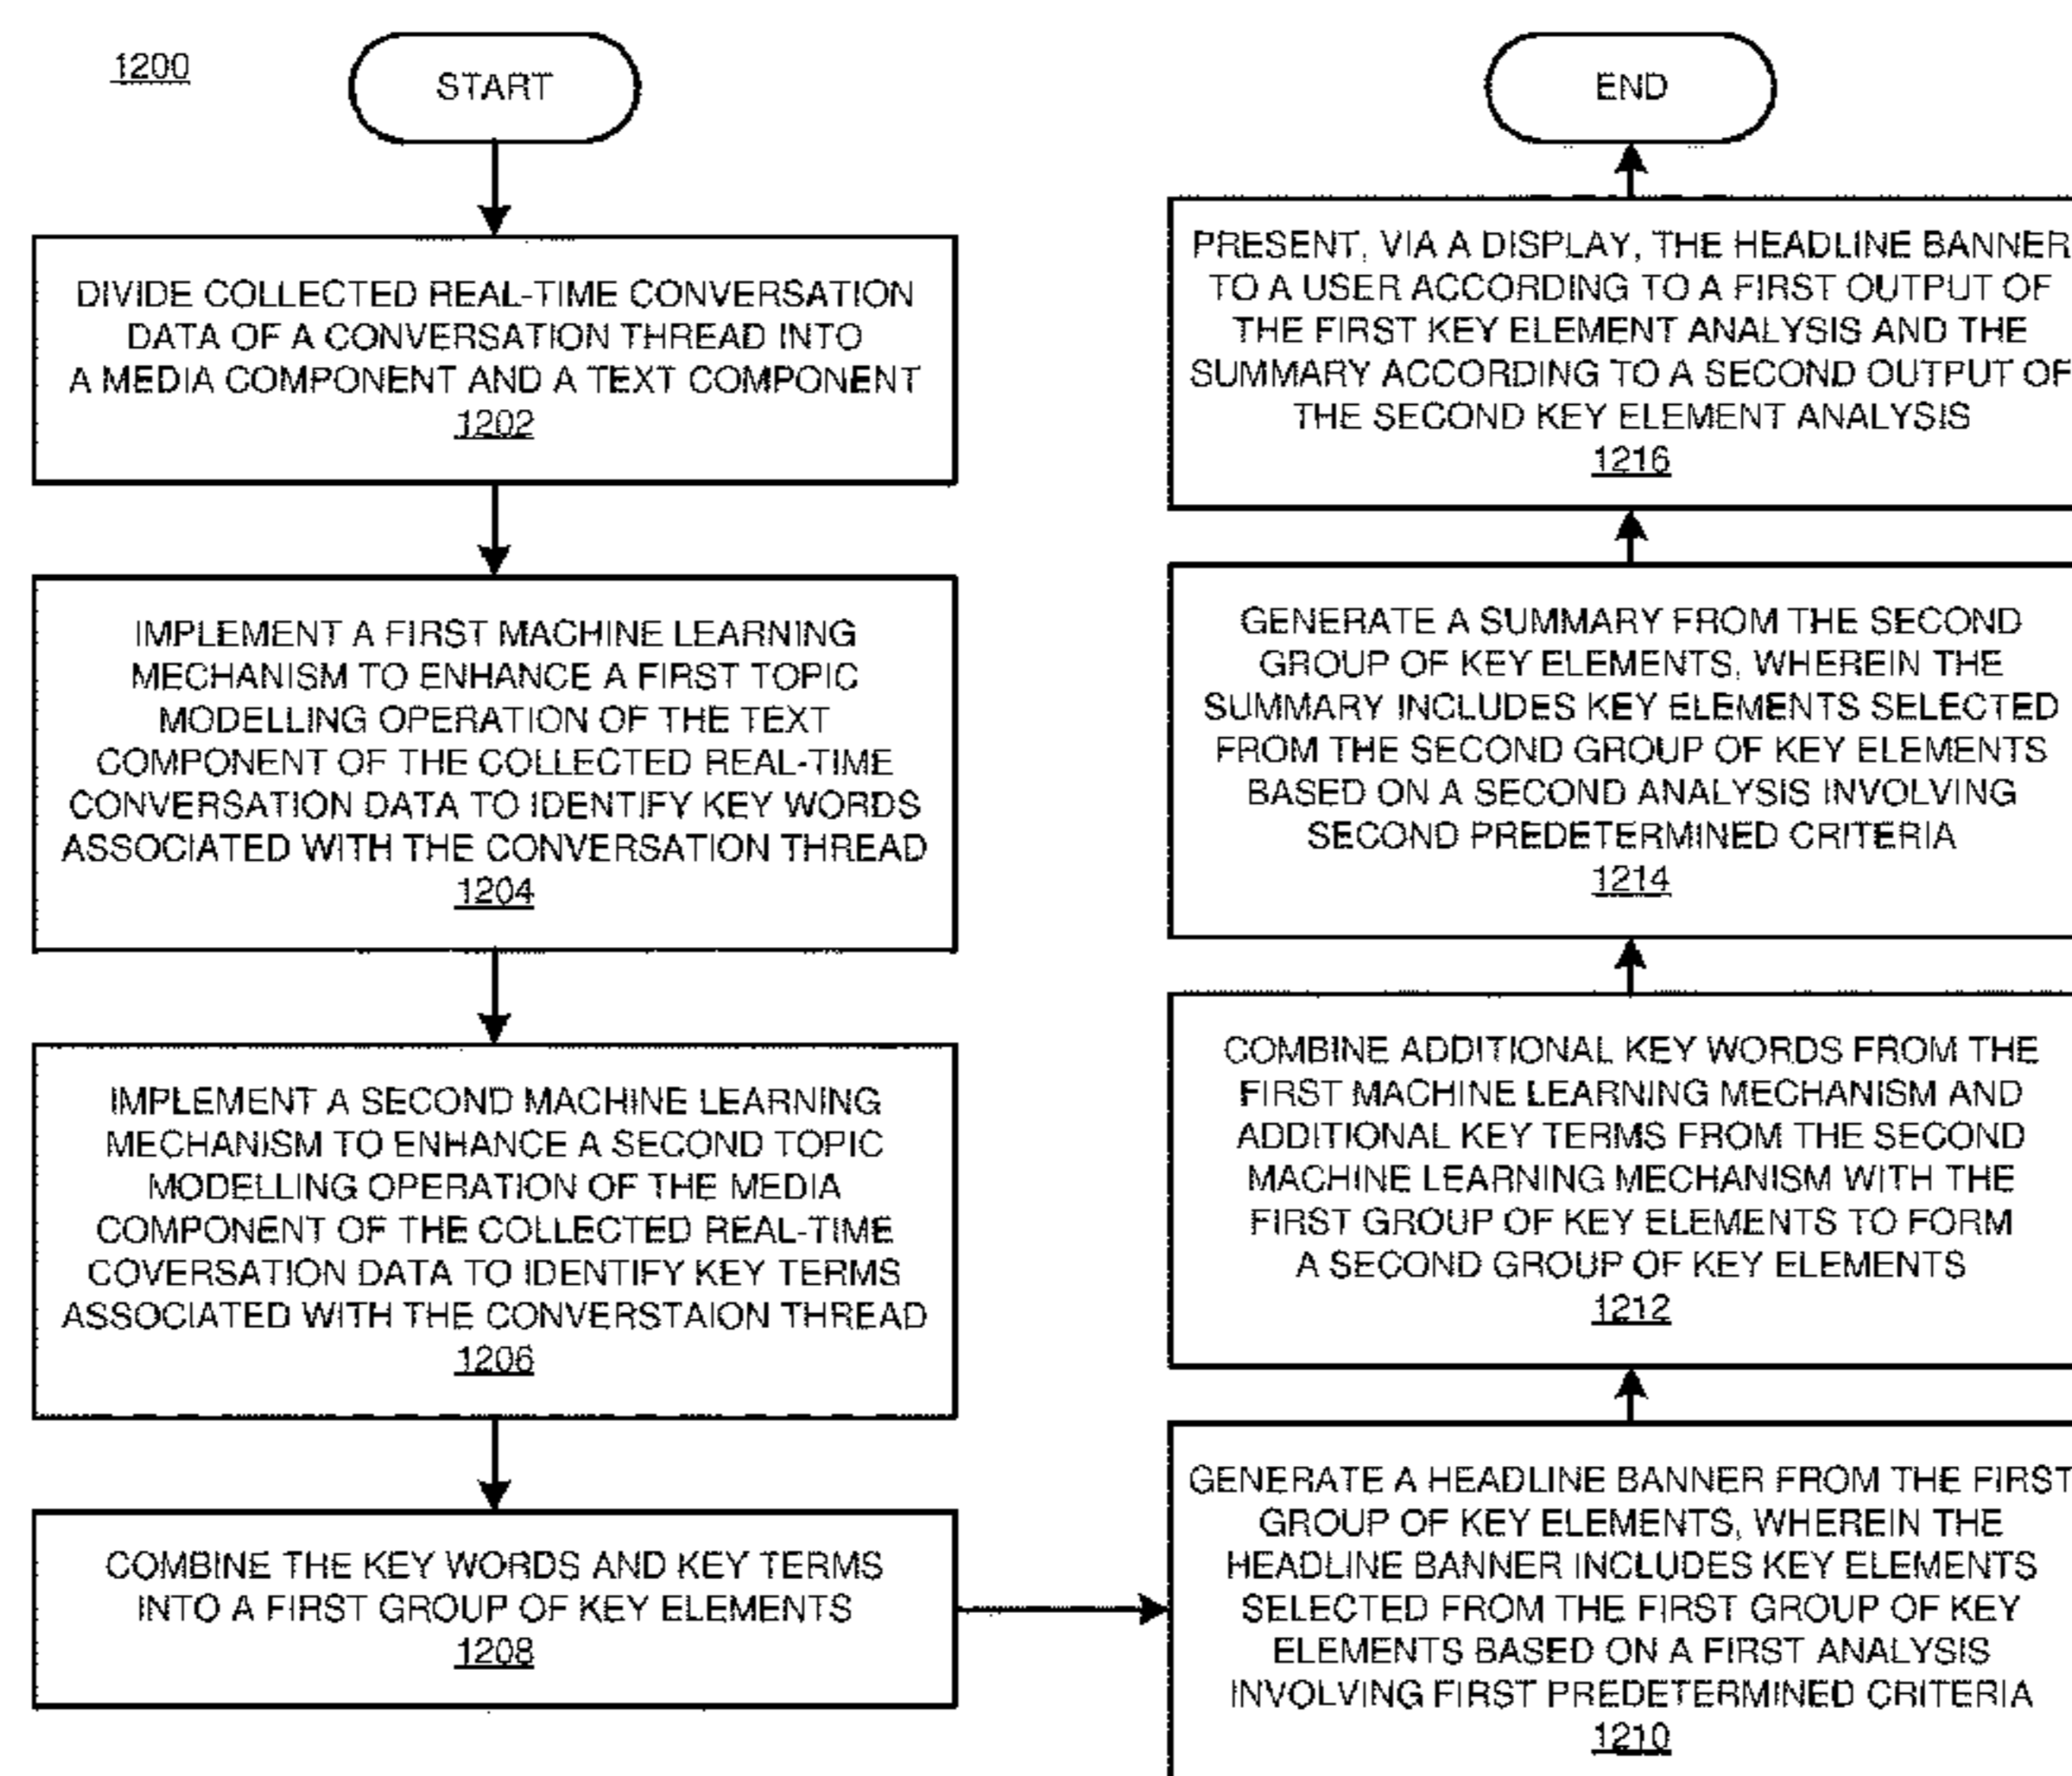 1200
START
DIVIDE COLLECTED REAL-TIME CONVERSATION
DATA OF A CONVERSATION THREAD INTO
A MEDIA COMPONENT AND A TEXT COMPONENT
1202
IMPLEMENT A FIRST MACHINE LEARNING
MECHANISM TO ENHANCE A FIRST TOPIC
MODELLING OPERATION OF THE TEXT
COMPONENT OF THE COLLECTED REAL-TIME
CONVERSATION DATA TO IDENTIFY KEY WORDS
ASSOCIATED WITH THE CONVERSATION THREAD
1204
IMPLEMENT A SECOND MACHINE LEARNING
MECHANISM TO ENHANCE A SECOND TOPIC
MODELLING OPERATION OF THE MEDIA
COMPONENT OF THE COLLECTED REAL-TIME
COVERSATION DATA TO IDENTIFY KEY TERMS
ASSOCIATED WITH THE CONVERSTAION THREAD
1206
COMBINE THE KEY WORDS AND KEY TERMS
INTO A FIRST GROUP OF KEY ELEMENTS
1208
GENERATE A HEADLINE BANNER FROM THE FIRST
GROUP OF KEY ELEMENTS, WHEREIN THE
HEADLINE BANNER INCLUDES KEY ELEMENTS
SELECTED FROM THE FIRST GROUP OF KEY
ELEMENTS BASED ON A FIRST ANALYSIS
INVOLVING FIRST PREDETERMINED CRITERIA
1210
COMBINE ADDITIONAL KEY WORDS FROM THE
FIRST MACHINE LEARNING MECHANISM AND
ADDITIONAL KEY TERMS FROM THE SECOND
MACHINE LEARNING MECHANISM WITH THE
FIRST GROUP OF KEY ELEMENTS TO FORM
A SECOND GROUP OF KEY ELEMENTS
1212
GENERATE A SUMMARY FROM THE SECOND
GROUP OF KEY ELEMENTS, WHEREIN THE
SUMMARY INCLUDES KEY ELEMENTS SELECTED
FROM THE SECOND GROUP OF KEY ELEMENTS
BASED ON A SECOND ANALYSIS INVOLVING
SECOND PREDETERMINED CRITERIA
1214
PRESENT, VIA A DISPLAY, THE HEADLINE BANNER
TO A USER ACCORDING TO A FIRST OUTPUT OF
THE FIRST KEY ELEMENT ANALYSIS AND THE
SUMMARY ACCORDING TO A SECOND OUTPUT OF
THE SECOND KEY ELEMENT ANALYSIS
1216
END